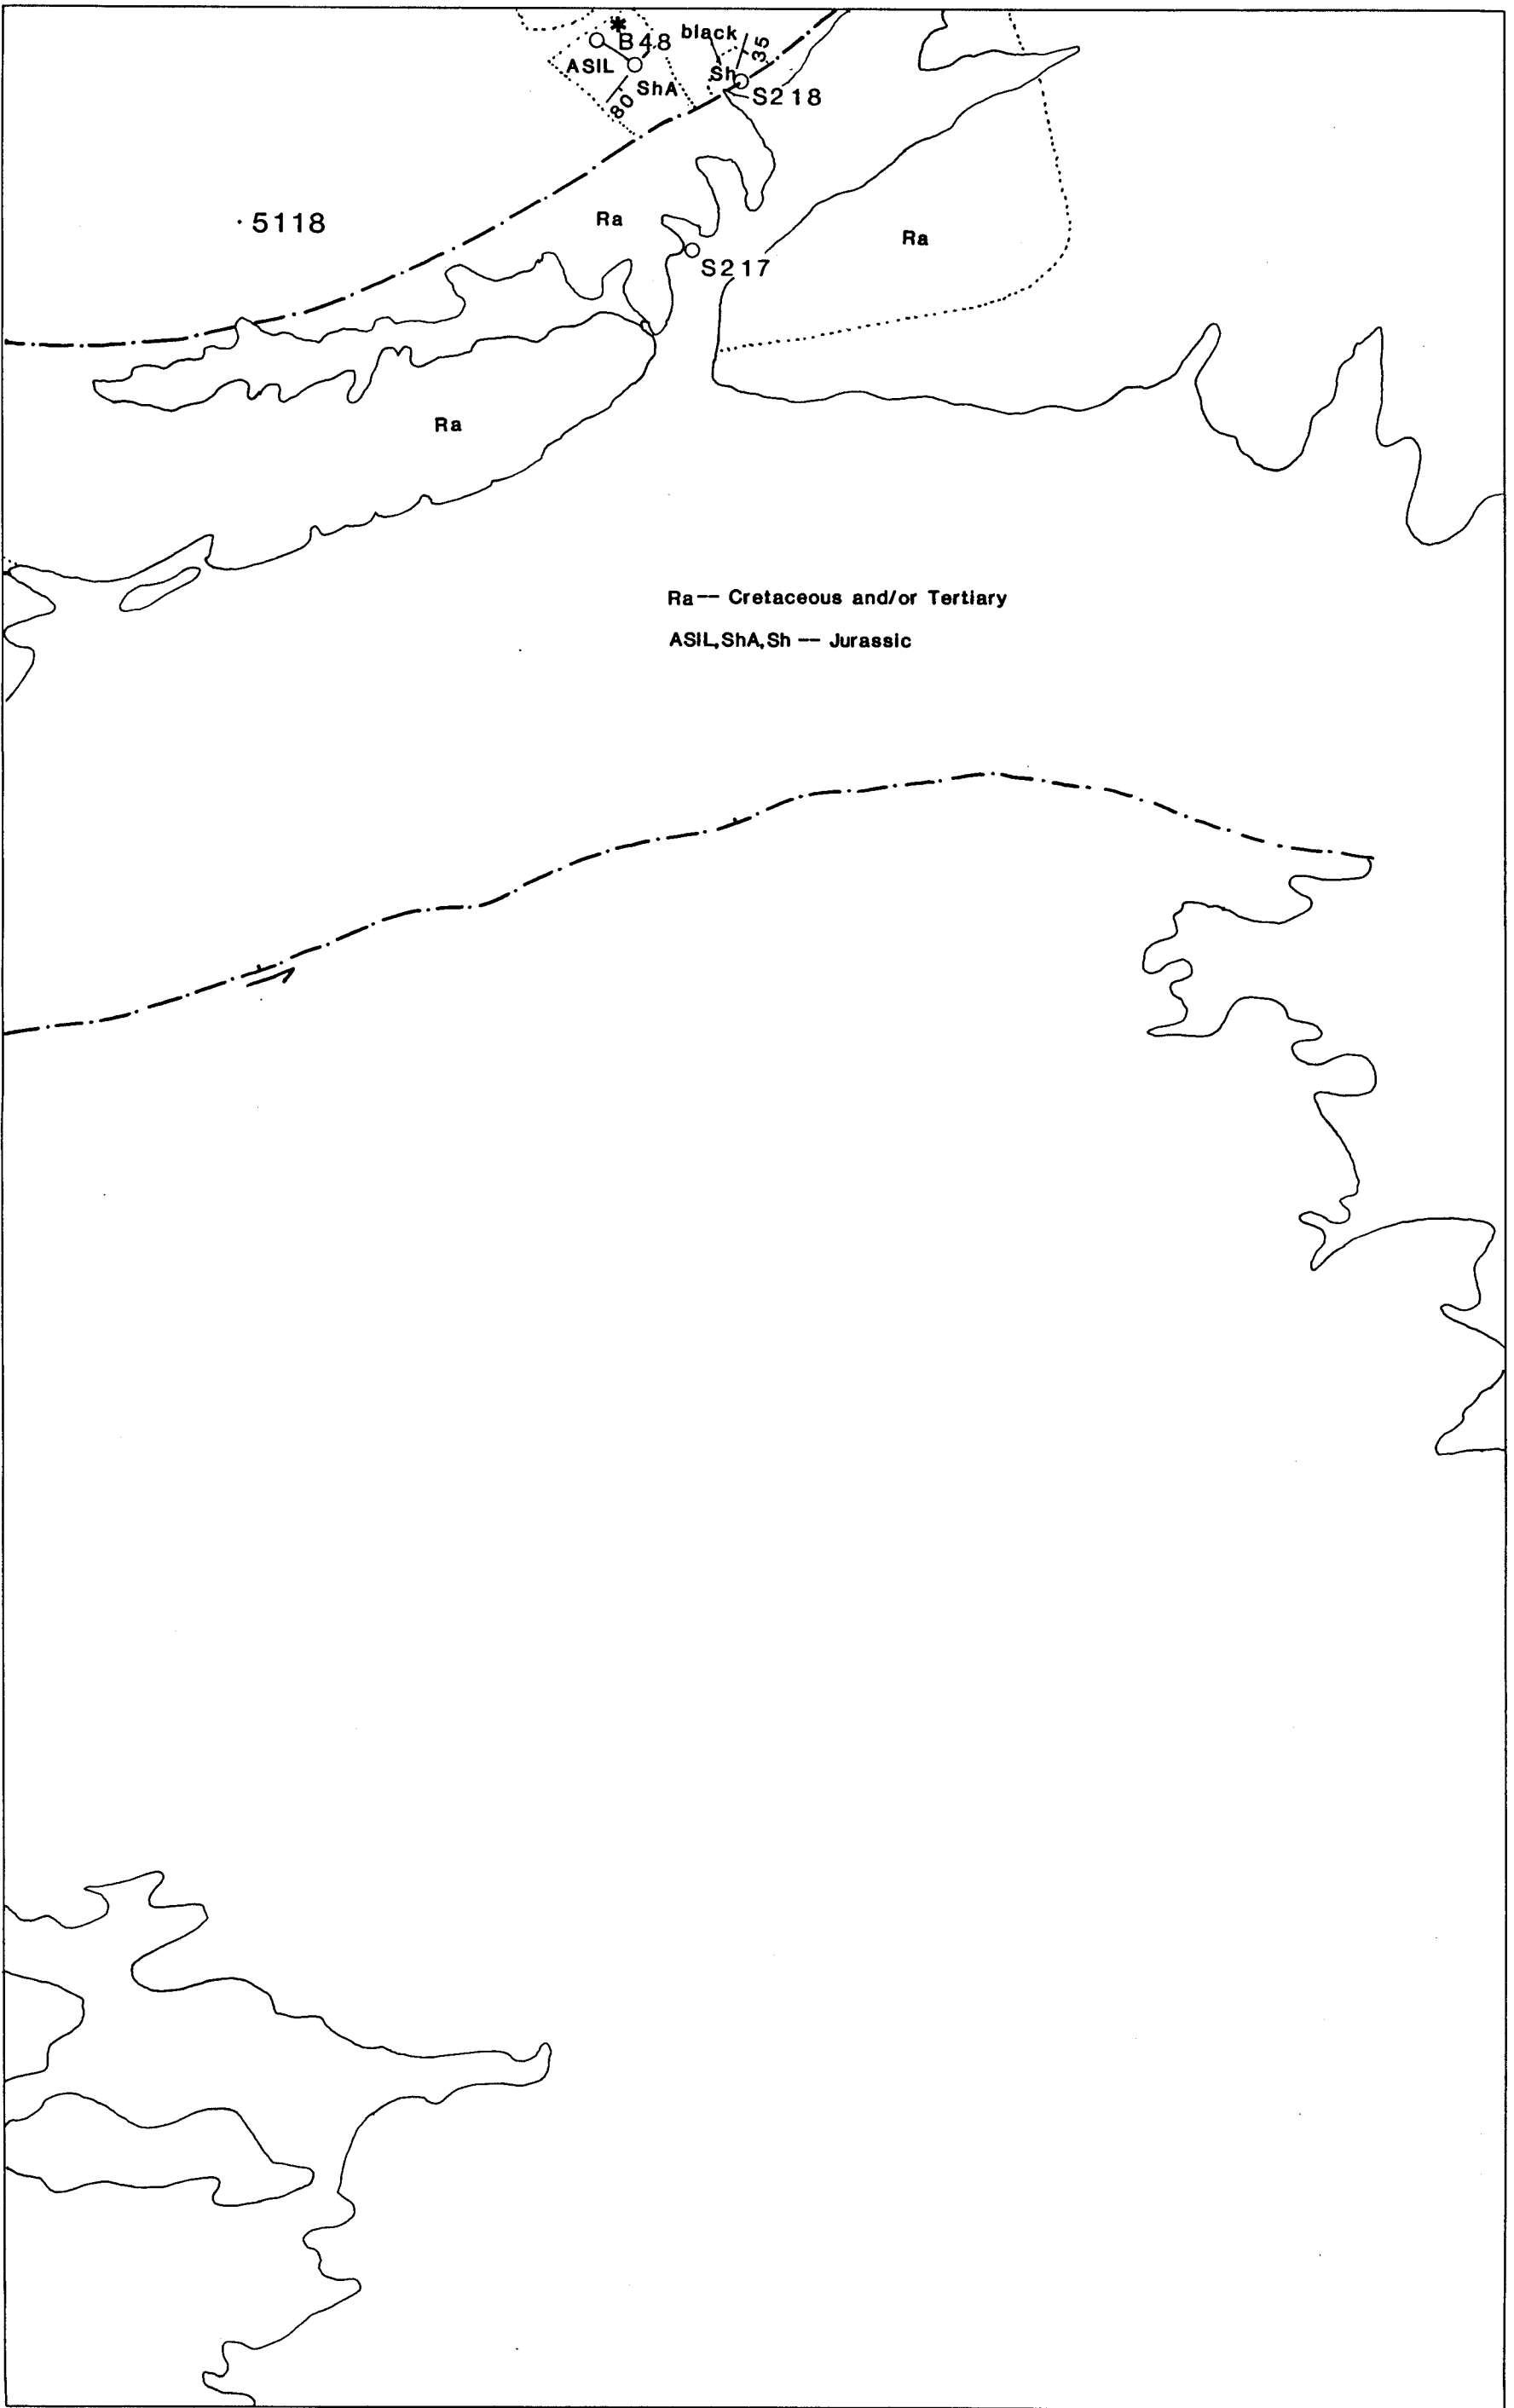 black
B48
35
ASIL
Sh
ShA
S218
80
5118
Ra
Ra
S217
Ra
Ra -- Cretaceous and/or Tertiary
ASIL, ShA, Sh -- Jurassic